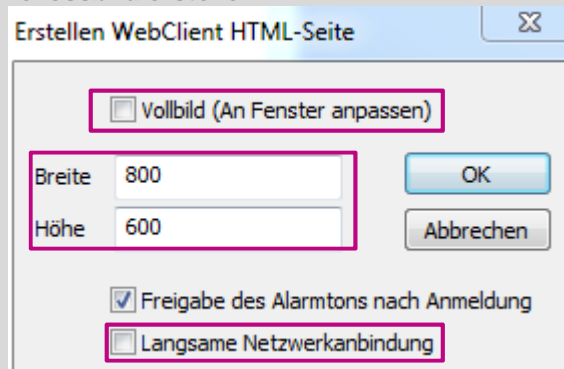 Erstellen WebClient HTML-Seite
Vollbild (An Fenster anpassen)
Breite 800 OK
Höhe 600 Abbrechen
Freigabe des Alarmtons nach Anmeldung
Langsame Netzwerkanbindung